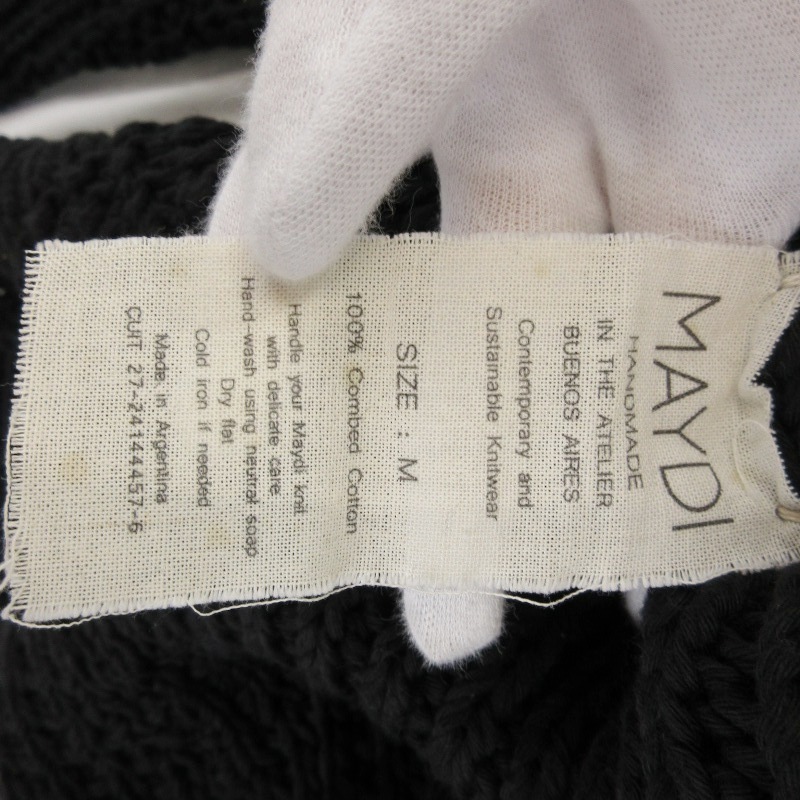 MAYDI
HANDMADE
IN THE ATELIER
BUENOS AIRES
Contemporary and
Sustainable Knitwear
SIZE : M
100% Combed Cotton
Handle your Maydi knit
with delicate care
Hand-wash using neutral soap
Dry flat
Cold iron if needed
Made in Argentina
CUIT 27-24144457-6